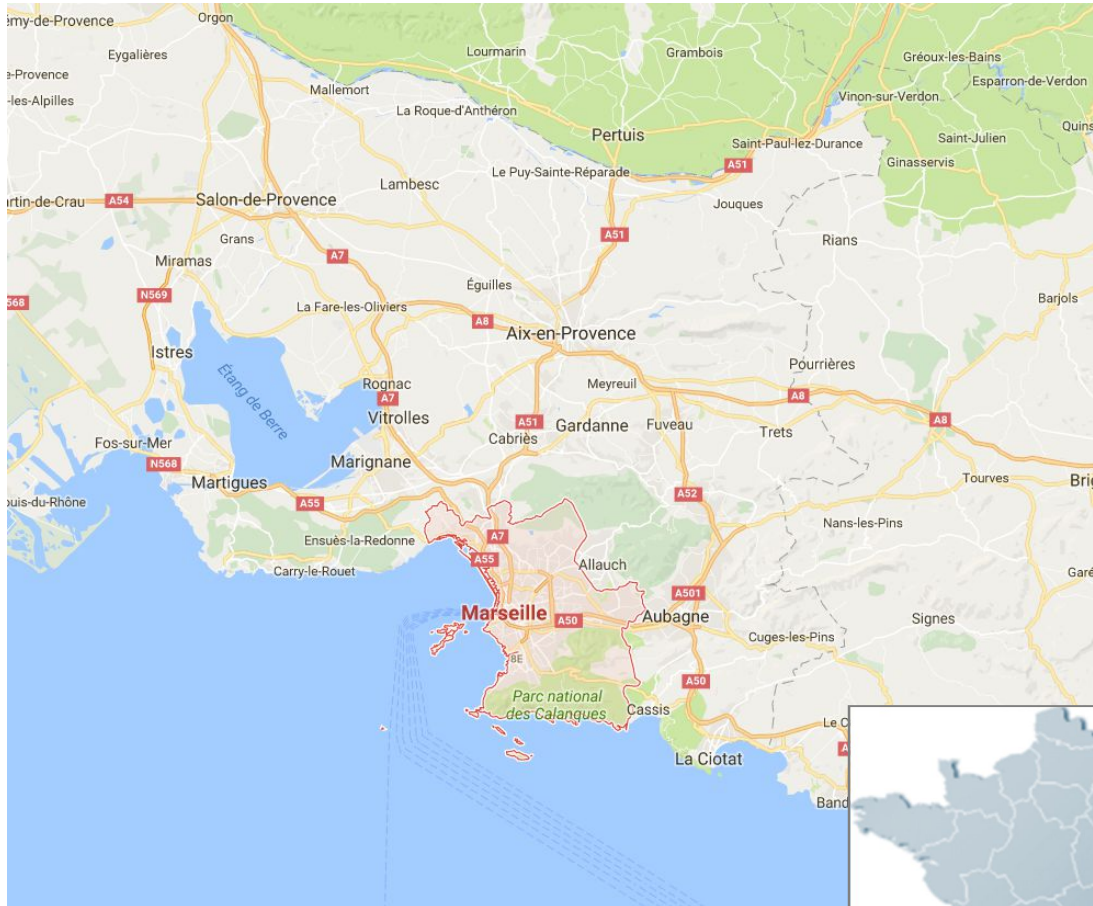 émy-de-Provence
Orgon
Eygalières
Lourmarin
Grambois
Gréoux-les-Bains
e-Provence
Esparron-de-Verdon
-les-Alpilles
Mallemort
Vinon-sur-Verdon
La Roque-d'Anthéron
Pertuis
Saint-Julien
Quins
Saint-Paul-lez-Durance
Ginasservis
A51
Le Puy-Sainte-Réparade
Lambesc
artin-de-Crau
A54
Salon-de-Provence
Jouques
A51
Grans
Rians
A7
Miramas
Éguilles
N569
568
La Fare-les-Oliviers
Barjols
A8
Aix-en-Provence
Istres
Pourrières
Étang de Berre
Rognac
Meyreuil
A7
A8
Vitrolles
A51
Gardanne
Fuveau
A8
Trets
Fos-sur-Mer
Cabriès
Marignane
N568
Martigues
Tourves
Brig
A52
ouis-du-Rhône
A55
Nans-les-Pins
A7
Ensuès-la-Redonne
A55
Allauch
Carry-le-Rouet
Garé
A501
Marseille
A50
Aubagne
Signes
Cuges-les-Pins
8E
A50
Parc national
des Calanques
Cassis
Le C
La Ciotat
A
Band